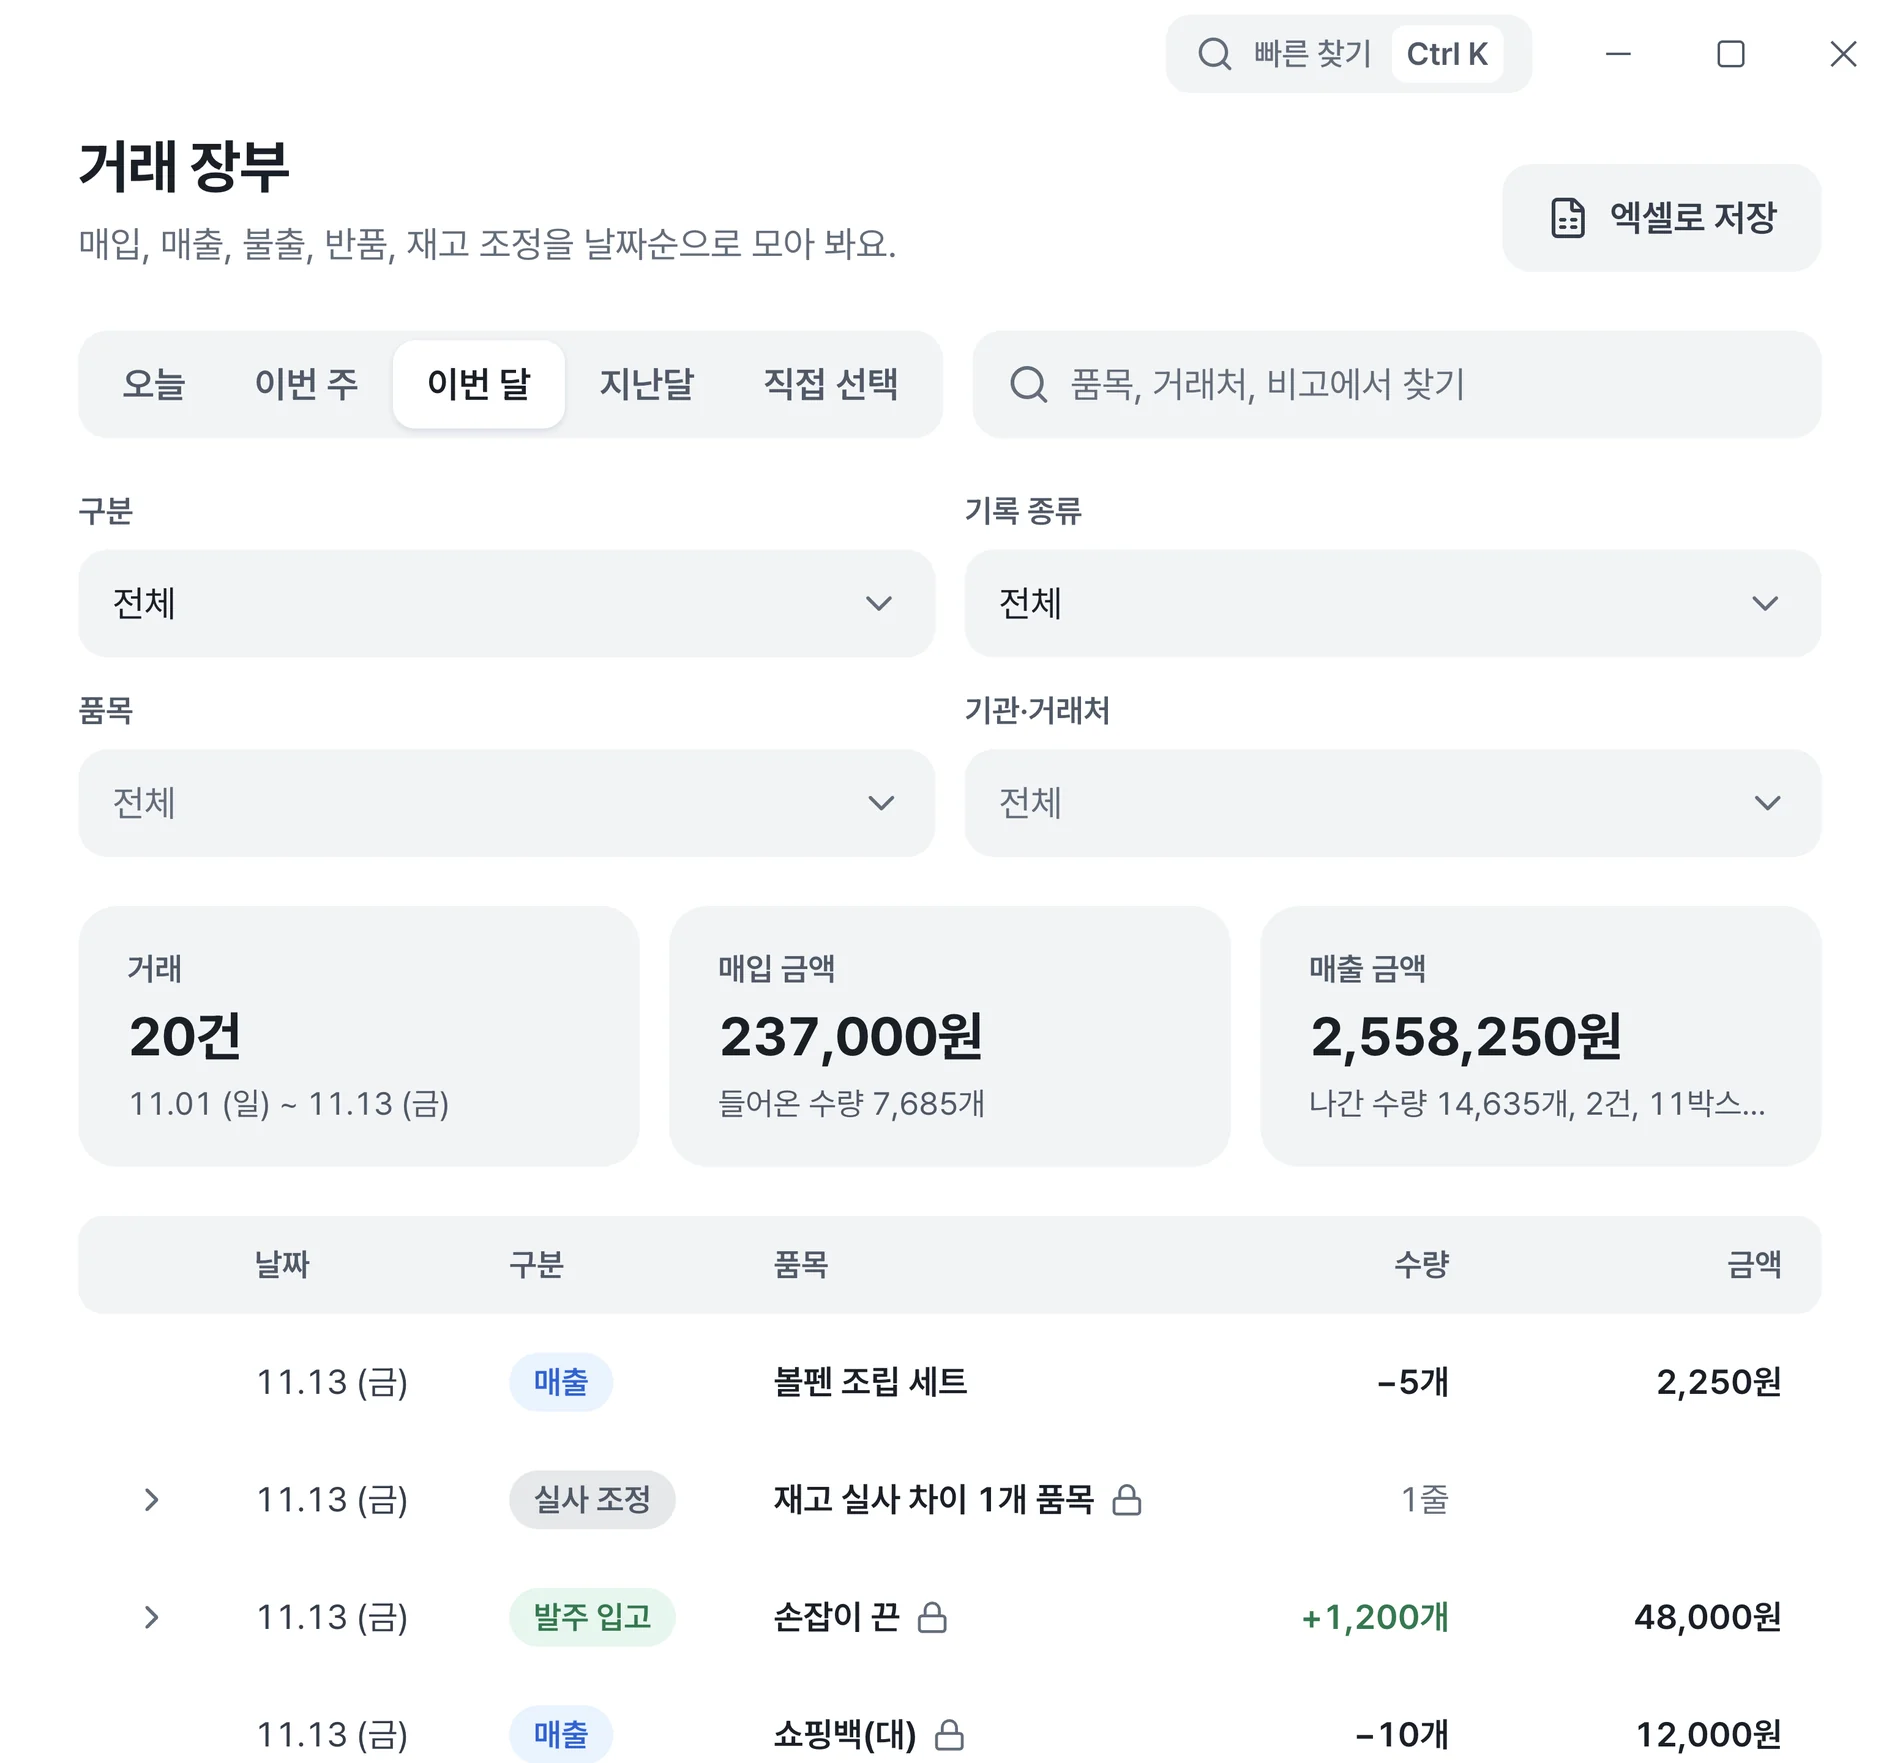 빠른 찾기 Ctrl K
거래 장부
매입, 매출, 불출, 반품, 재고 조정을 날짜순으로 모아 봐요.
엑셀로 저장
오늘 이번 주 이번 달 지난달 직접 선택
품목, 거래처, 비고에서 찾기
구분 기록 종류
전체 전체
품목 기관·거래처
전체 전체
거래 매입 금액 매출 금액
20건 237,000원 2,558,250원
11.01 (일) ~ 11.13 (금) 들어온 수량 7,685개 나간 수량 14,635개, 2건, 11박스...
날짜 구분 품목 수량 금액
11.13 (금) 매출 볼펜 조립 세트 −5개 2,250원
11.13 (금) 실사 조정 재고 실사 차이 1개 품목 1줄
11.13 (금) 발주 입고 손잡이 끈 +1,200개 48,000원
11.13 (금) 매출 쇼핑백(대) −10개 12,000원